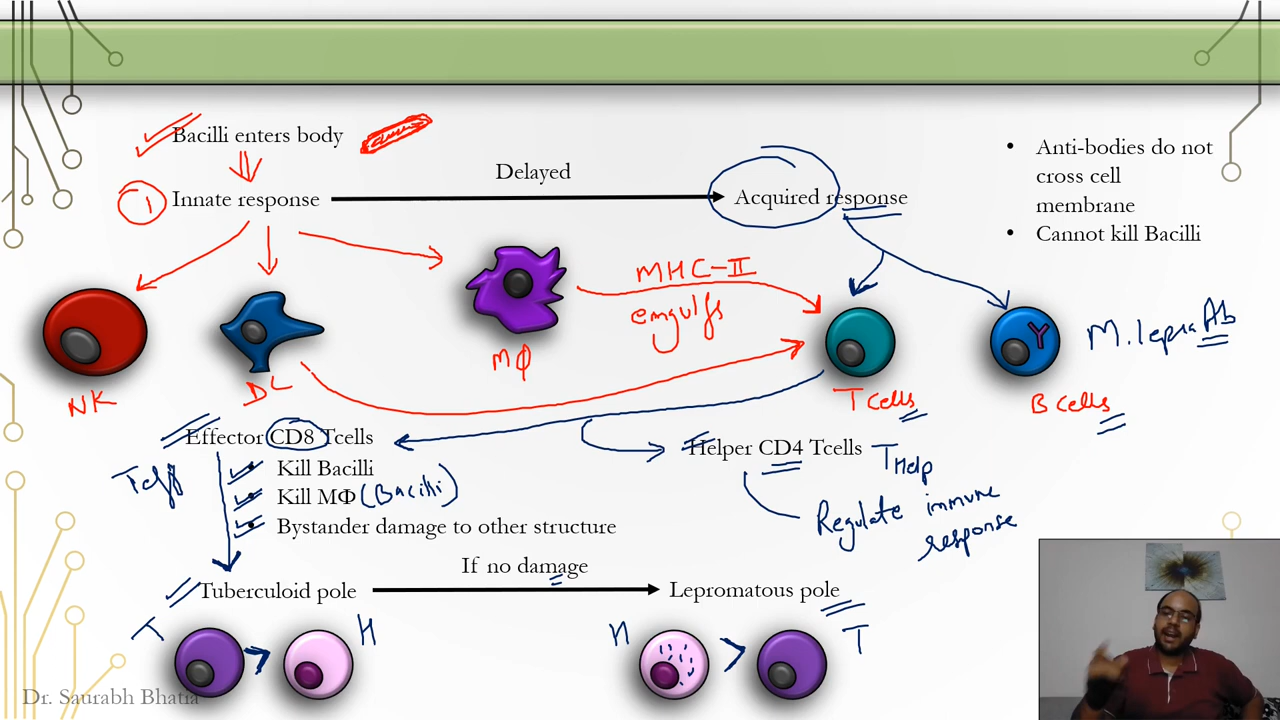 Bacilli enters body
1 Innate response
Delayed
Acquired response
• Anti-bodies do not
cross cell
membrane
• Cannot kill Bacilli
MHC-II
engulfs
M. lepra Ab
NK
DC
MΦ
T cells
B cells
Effector CD8 Tcells
Teff
• Kill Bacilli
• Kill MΦ (Bacilli)
• Bystander damage to other structure
Helper CD4 Tcells THelp
Regulate immune
response
Tuberculoid pole
If no damage
Lepromatous pole
T > H
H > T
Dr. Saurabh Bhatia